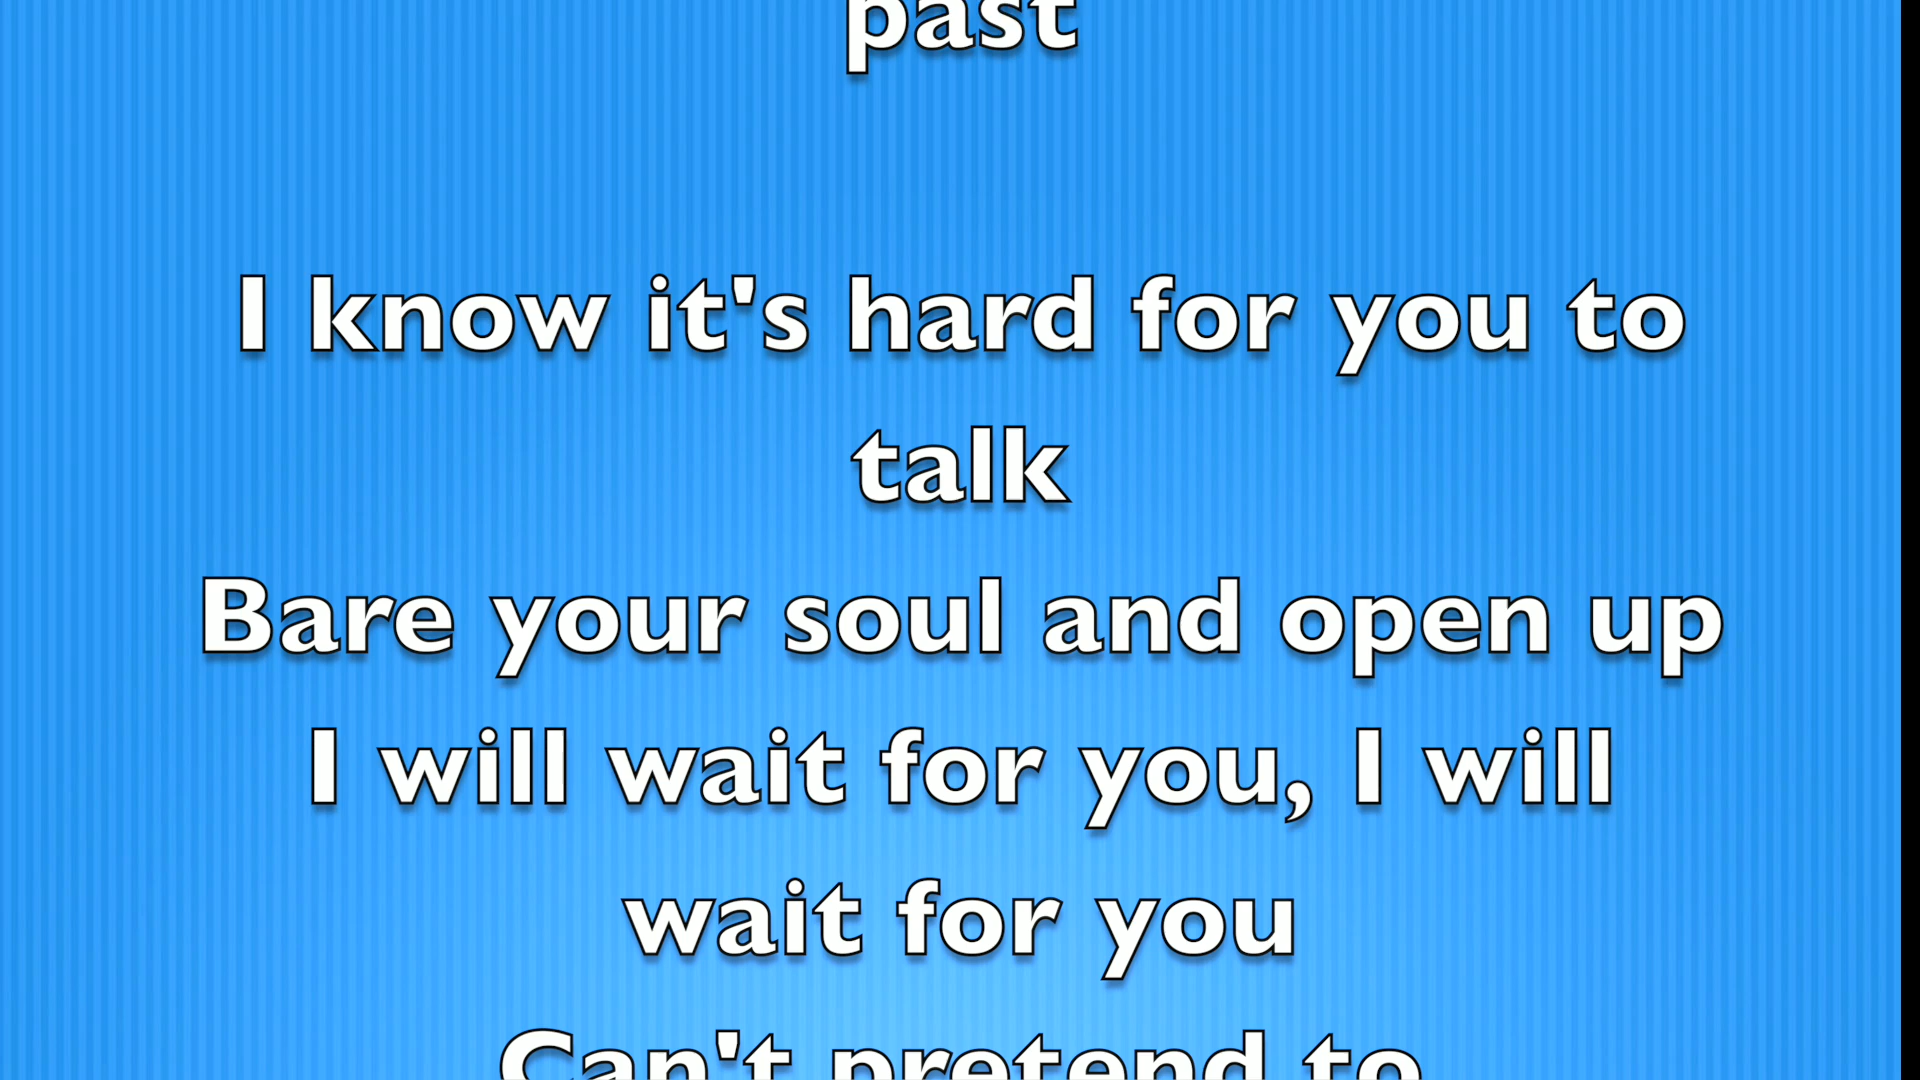 past
I know it's hard for you to
talk
Bare your soul and open up
I will wait for you, I will
wait for you
Can't pretend to